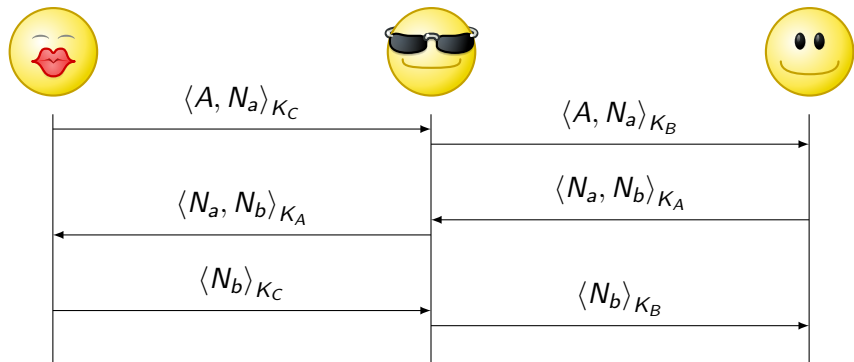 ⟨A, N_a⟩_{K_C}
⟨A, N_a⟩_{K_B}
⟨N_a, N_b⟩_{K_A}
⟨N_a, N_b⟩_{K_A}
⟨N_b⟩_{K_C}
⟨N_b⟩_{K_B}